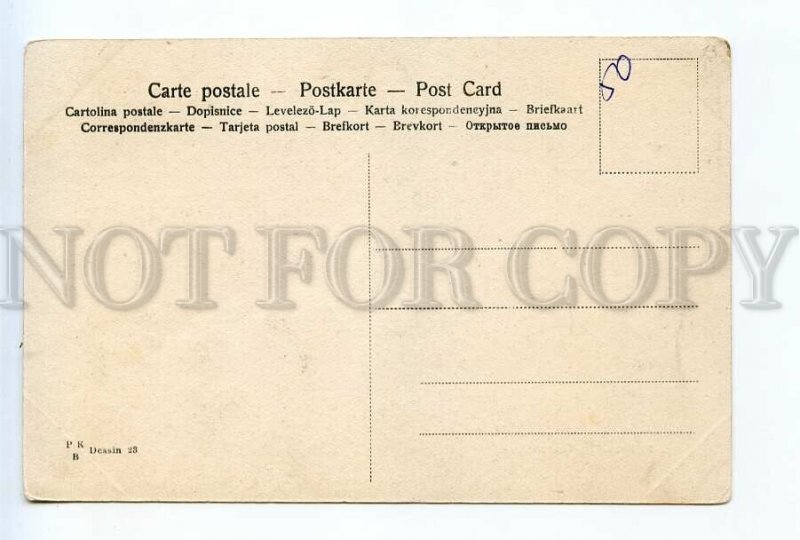 Carte postale — Postkarte — Post Card
Cartolina postale — Dopisnice — Levelező-Lap — Karta korespondencyjna — Briefkaart
Correspondenzkarte — Tarjeta postal — Brefkort — Brevkort — Открытое письмо
50
NOT FOR COPY
P K
B Dessin 23